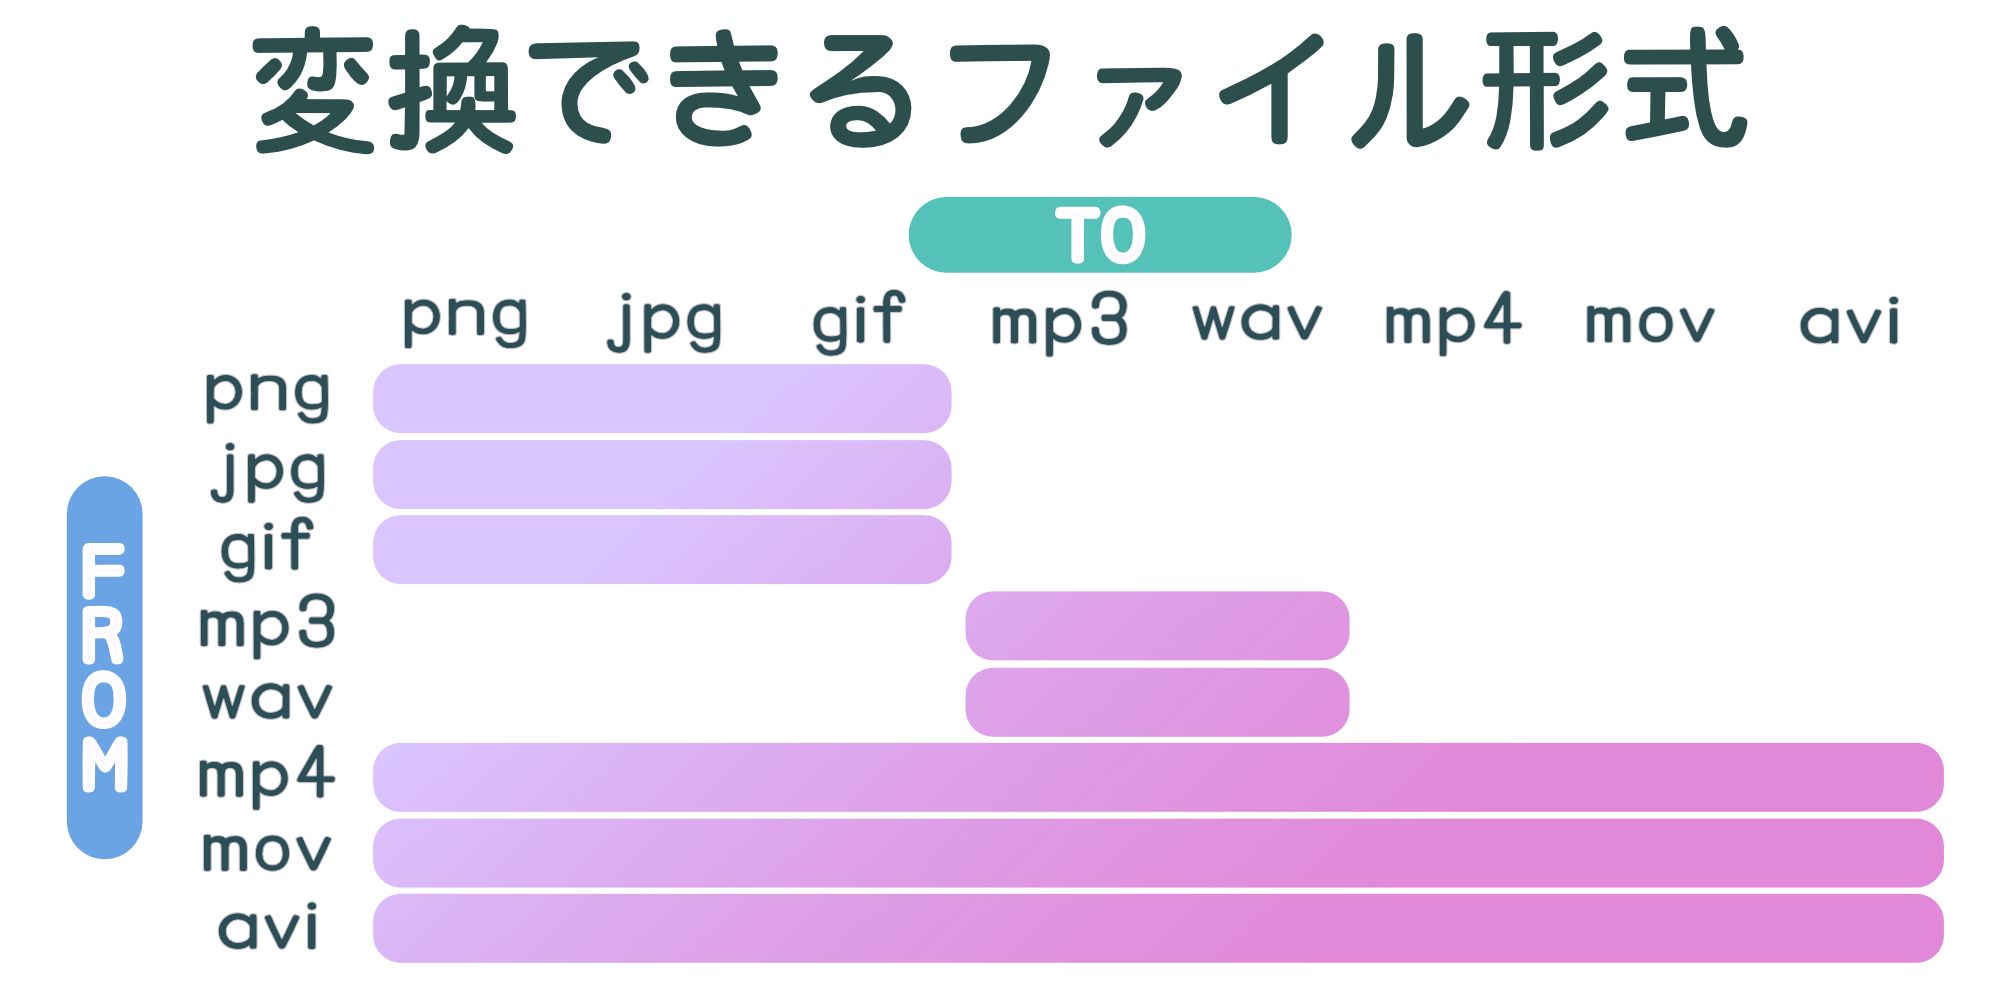 変換できるファイル形式
TO
png jpg gif mp3 wav mp4 mov avi
FROM
png
jpg
gif
mp3
wav
mp4
mov
avi